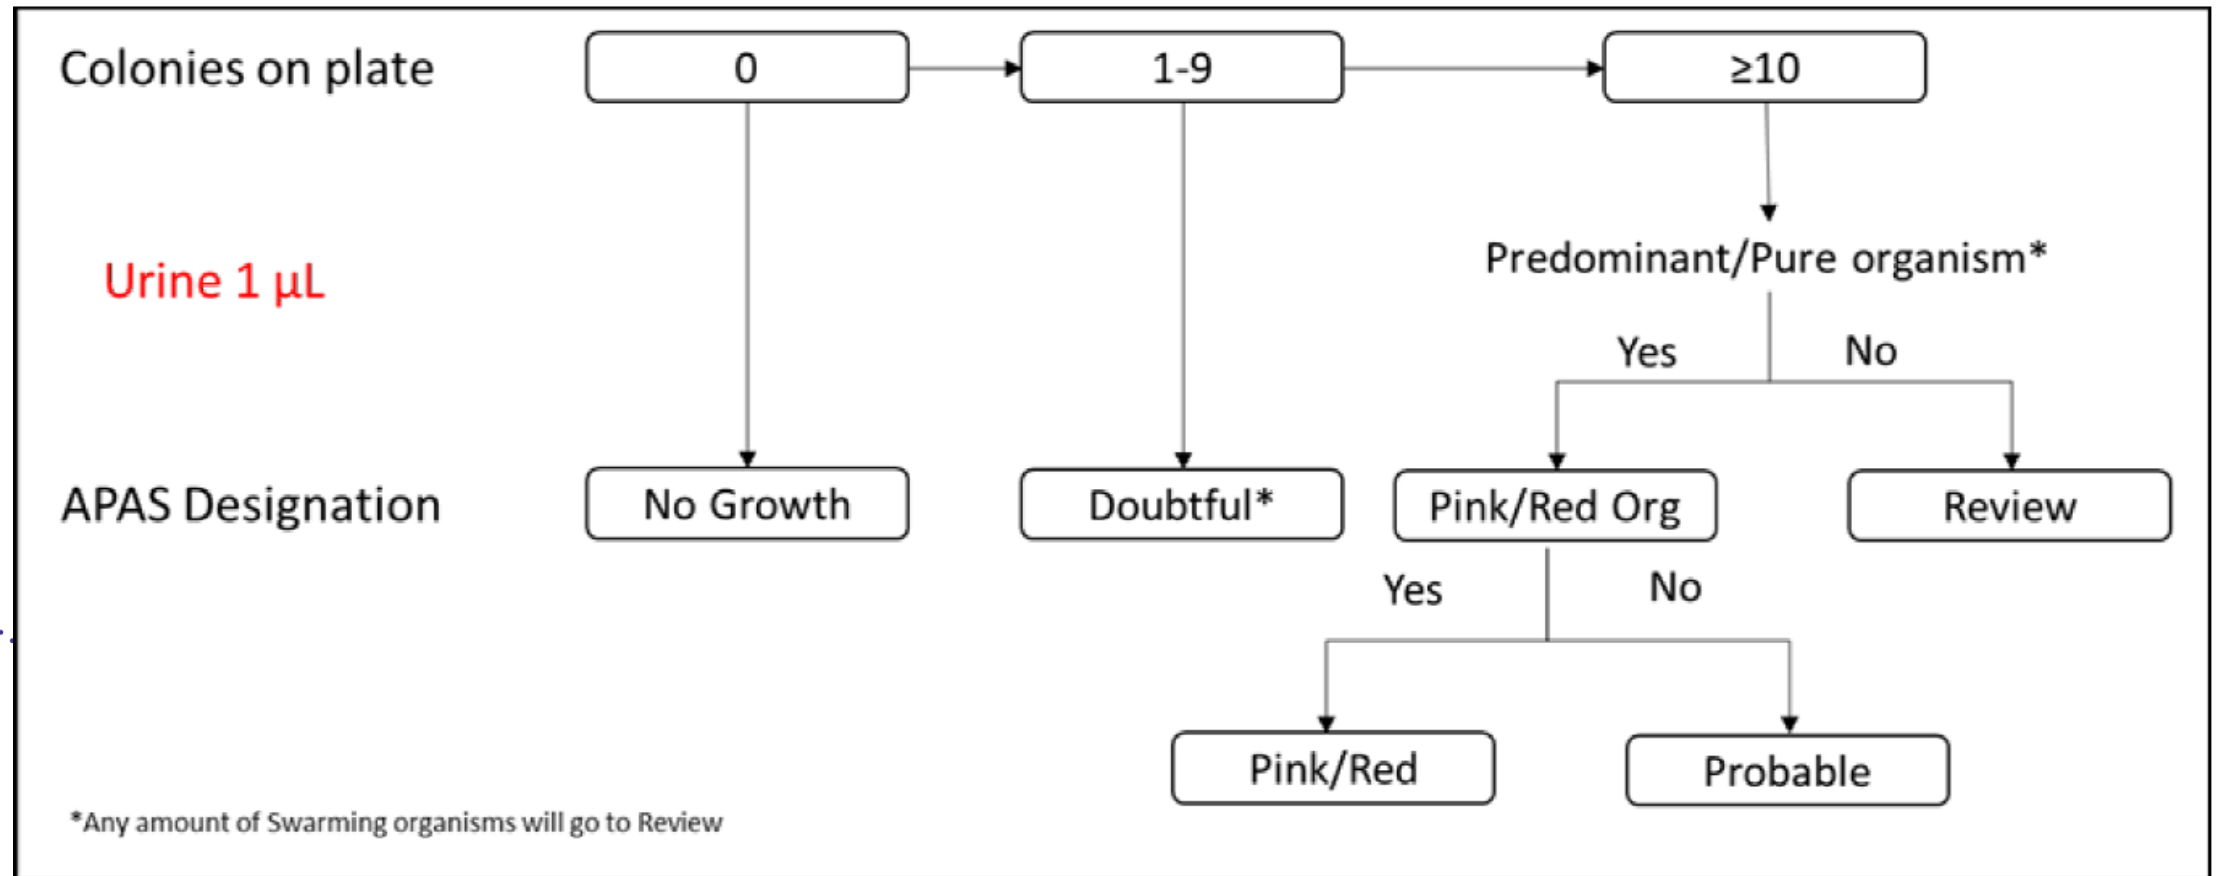 Colonies on plate 0 1-9 ≥10
Predominant/Pure organism*
Urine 1 µL
Yes No
APAS Designation No Growth Doubtful* Pink/Red Org Review
Yes No
Pink/Red Probable
*Any amount of Swarming organisms will go to Review